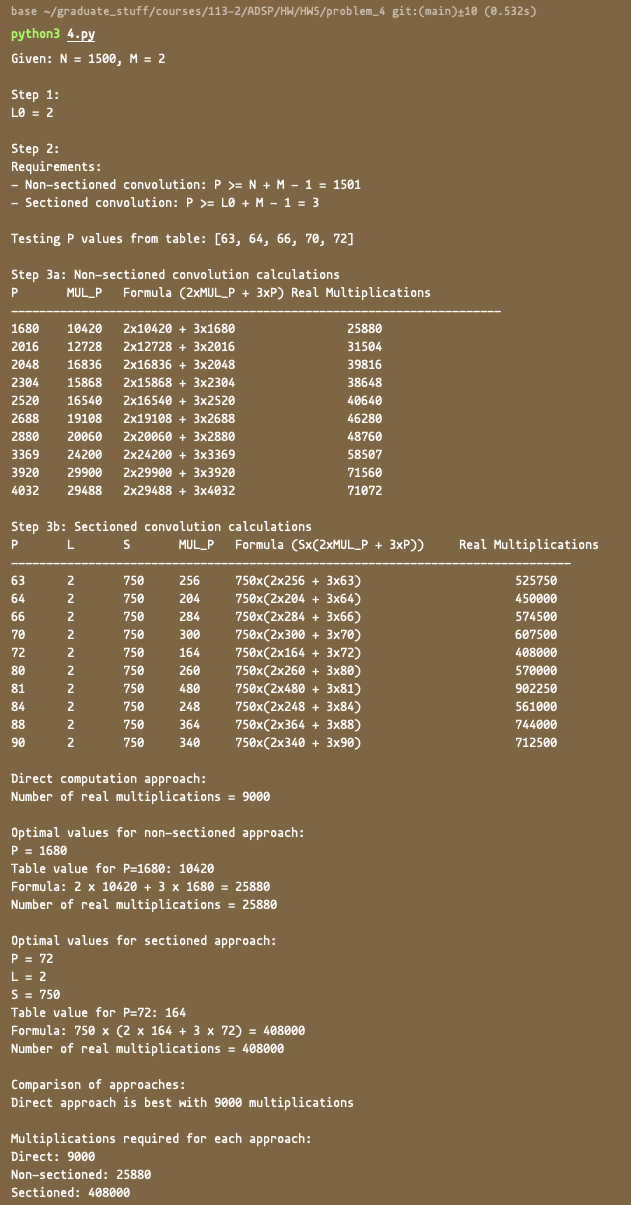 base ~/graduate_stuff/courses/113-2/ADSP/HW/HW5/problem_4 git:(main)±10 (0.532s)
python3 4.py
Given: N = 1500, M = 2
Step 1:
L0 = 2
Step 2:
Requirements:
- Non-sectioned convolution: P >= N + M - 1 = 1501
- Sectioned convolution: P >= L0 + M - 1 = 3
Testing P values from table: [63, 64, 66, 70, 72]
Step 3a: Non-sectioned convolution calculations
P MUL_P Formula (2xMUL_P + 3xP) Real Multiplications
----------------------------------------------------------------------
1680 10420 2x10420 + 3x1680 25880
2016 12728 2x12728 + 3x2016 31504
2048 16836 2x16836 + 3x2048 39816
2304 15868 2x15868 + 3x2304 38648
2520 16540 2x16540 + 3x2520 40640
2688 19108 2x19108 + 3x2688 46280
2880 20060 2x20060 + 3x2880 48760
3369 24200 2x24200 + 3x3369 58507
3920 29900 2x29900 + 3x3920 71560
4032 29488 2x29488 + 3x4032 71072
Step 3b: Sectioned convolution calculations
P L S MUL_P Formula (Sx(2xMUL_P + 3xP)) Real Multiplications
--------------------------------------------------------------------------------
63 2 750 256 750x(2x256 + 3x63) 525750
64 2 750 204 750x(2x204 + 3x64) 450000
66 2 750 284 750x(2x284 + 3x66) 574500
70 2 750 300 750x(2x300 + 3x70) 607500
72 2 750 164 750x(2x164 + 3x72) 408000
80 2 750 260 750x(2x260 + 3x80) 570000
81 2 750 480 750x(2x480 + 3x81) 902250
84 2 750 248 750x(2x248 + 3x84) 561000
88 2 750 364 750x(2x364 + 3x88) 744000
90 2 750 340 750x(2x340 + 3x90) 712500
Direct computation approach:
Number of real multiplications = 9000
Optimal values for non-sectioned approach:
P = 1680
Table value for P=1680: 10420
Formula: 2 x 10420 + 3 x 1680 = 25880
Number of real multiplications = 25880
Optimal values for sectioned approach:
P = 72
L = 2
S = 750
Table value for P=72: 164
Formula: 750 x (2 x 164 + 3 x 72) = 408000
Number of real multiplications = 408000
Comparison of approaches:
Direct approach is best with 9000 multiplications
Multiplications required for each approach:
Direct: 9000
Non-sectioned: 25880
Sectioned: 408000